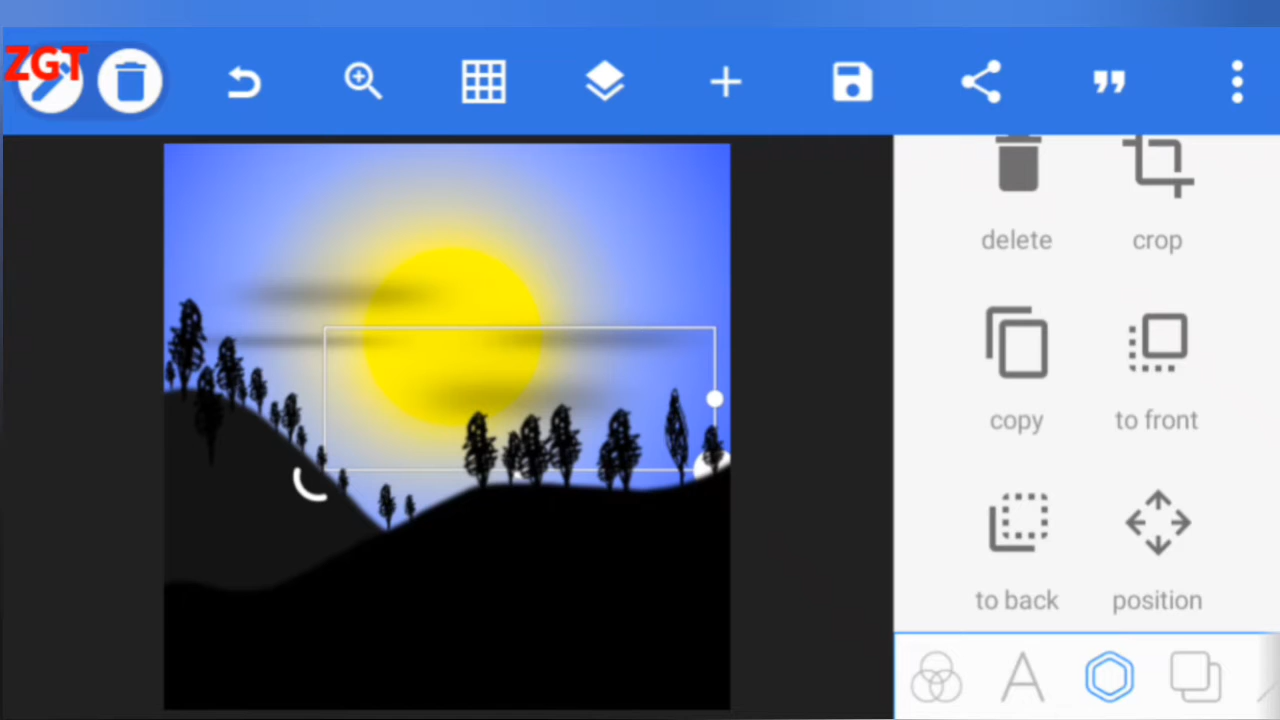 ZGT
delete
crop
copy
to front
to back
position